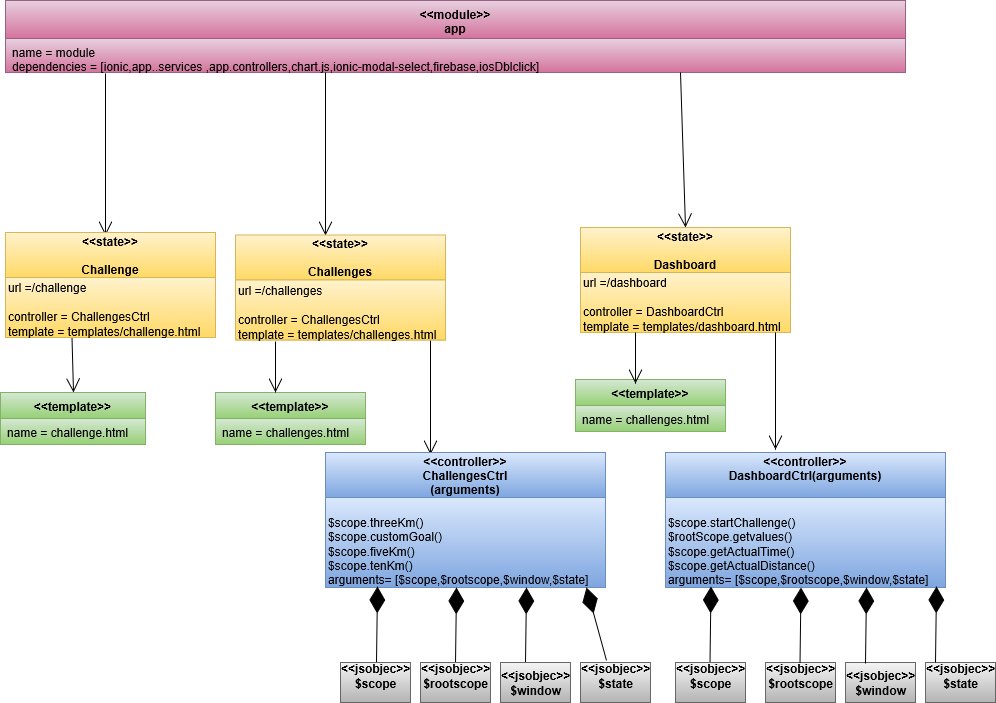 <<module>>
app
name = module
dependencies = [ionic,app..services ,app.controllers,chart.js,ionic-modal-select,firebase,iosDblclick]
<<state>>
Challenge
url =/challenge
controller = ChallengesCtrl
template = templates/challenge.html
<<state>>
Challenges
url =/challenges
controller = ChallengesCtrl
template = templates/challenges.html
<<state>>
Dashboard
url =/dashboard
controller = DashboardCtrl
template = templates/dashboard.html
<<template>>
name = challenge.html
<<template>>
name = challenges.html
<<template>>
name = challenges.html
<<controller>>
ChallengesCtrl
(arguments)
$scope.threeKm()
$scope.customGoal()
$scope.fiveKm()
$scope.tenKm()
arguments= [$scope,$rootscope,$window,$state]
<<controller>>
DashboardCtrl(arguments)
$scope.startChallenge()
$rootScope.getvalues()
$scope.getActualTime()
$scope.getActualDistance()
arguments= [$scope,$rootscope,$window,$state]
<<jsobjec>>
$scope
<<jsobjec>>
$rootscope
<<jsobjec>>
$window
<<jsobjec>>
$state
<<jsobjec>>
$scope
<<jsobjec>>
$rootscope
<<jsobjec>>
$window
<<jsobjec>>
$state